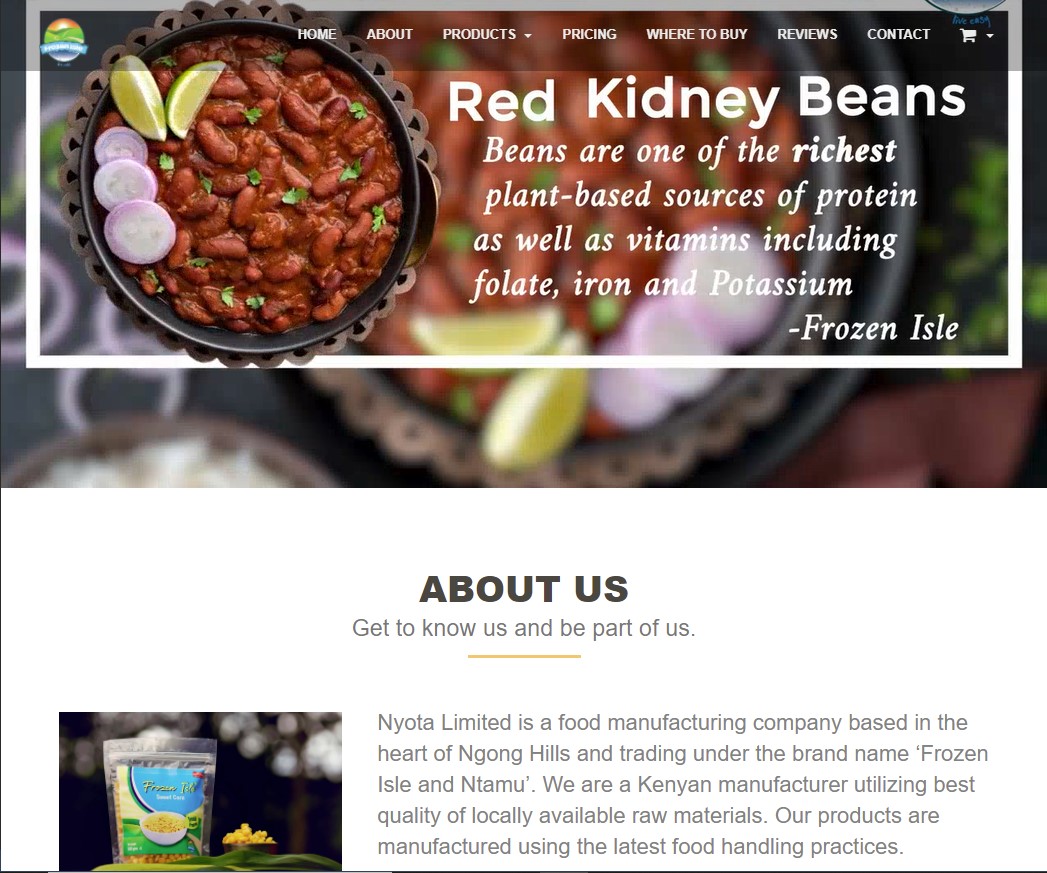 live easy
HOME ABOUT PRODUCTS PRICING WHERE TO BUY REVIEWS CONTACT
Red Kidney Beans
Beans are one of the richest
plant-based sources of protein
as well as vitamins including
folate, iron and Potassium
-Frozen Isle
ABOUT US
Get to know us and be part of us.
Nyota Limited is a food manufacturing company based in the
heart of Ngong Hills and trading under the brand name ‘Frozen
Isle and Ntamu’. We are a Kenyan manufacturer utilizing best
quality of locally available raw materials. Our products are
manufactured using the latest food handling practices.
Frozen Isle
Sweet Corn